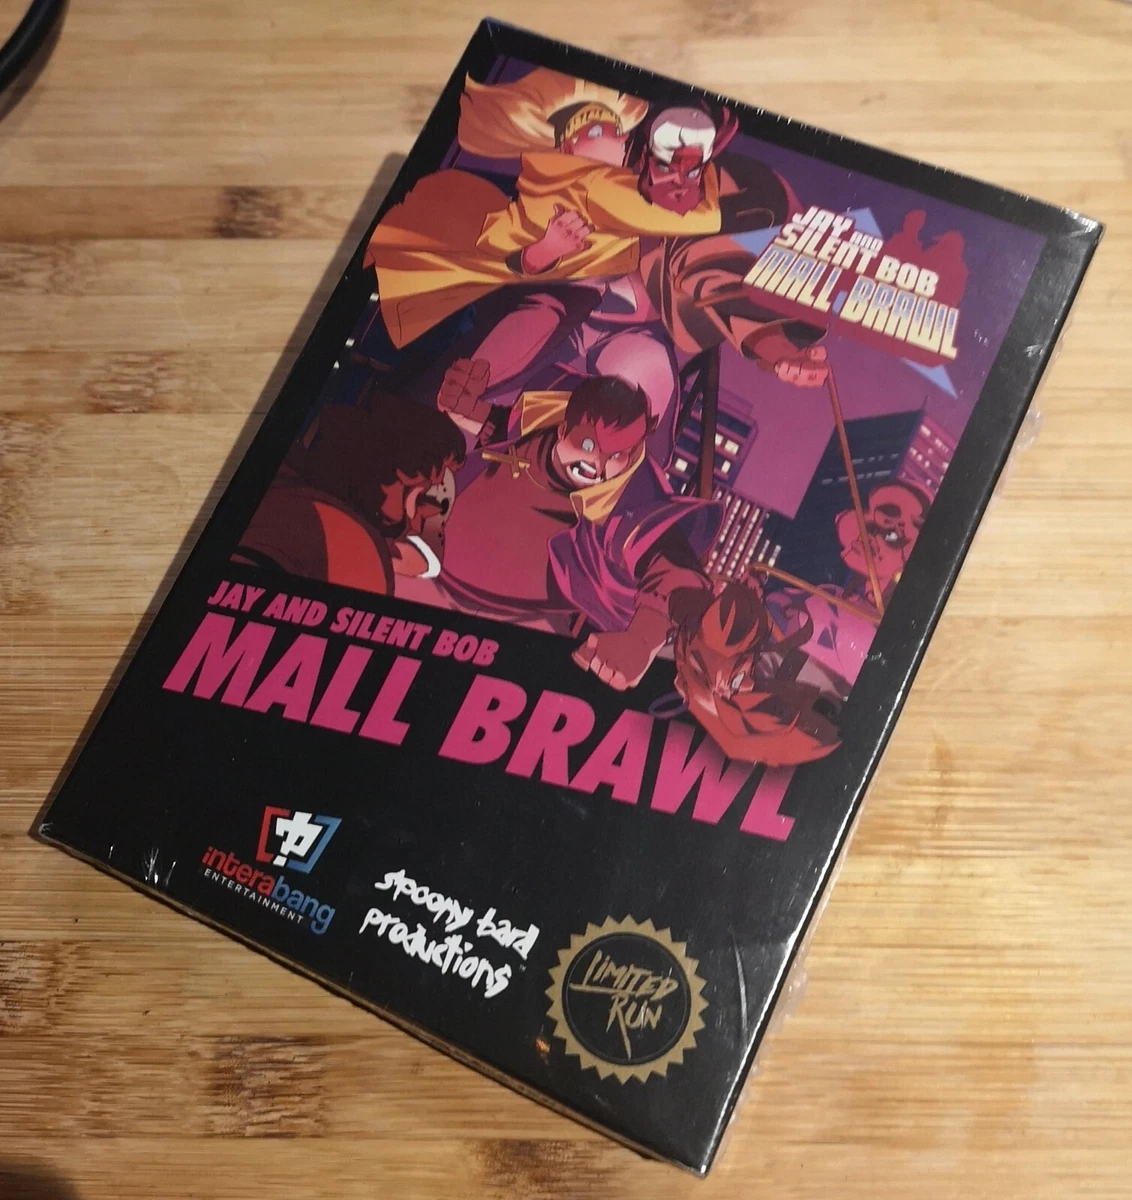 JAY AND
SILENT BOB
MALL BRAWL
JAY AND SILENT BOB
MALL BRAWL
interabang
ENTERTAINMENT
spoony bard
productions
LIMITED
RUN